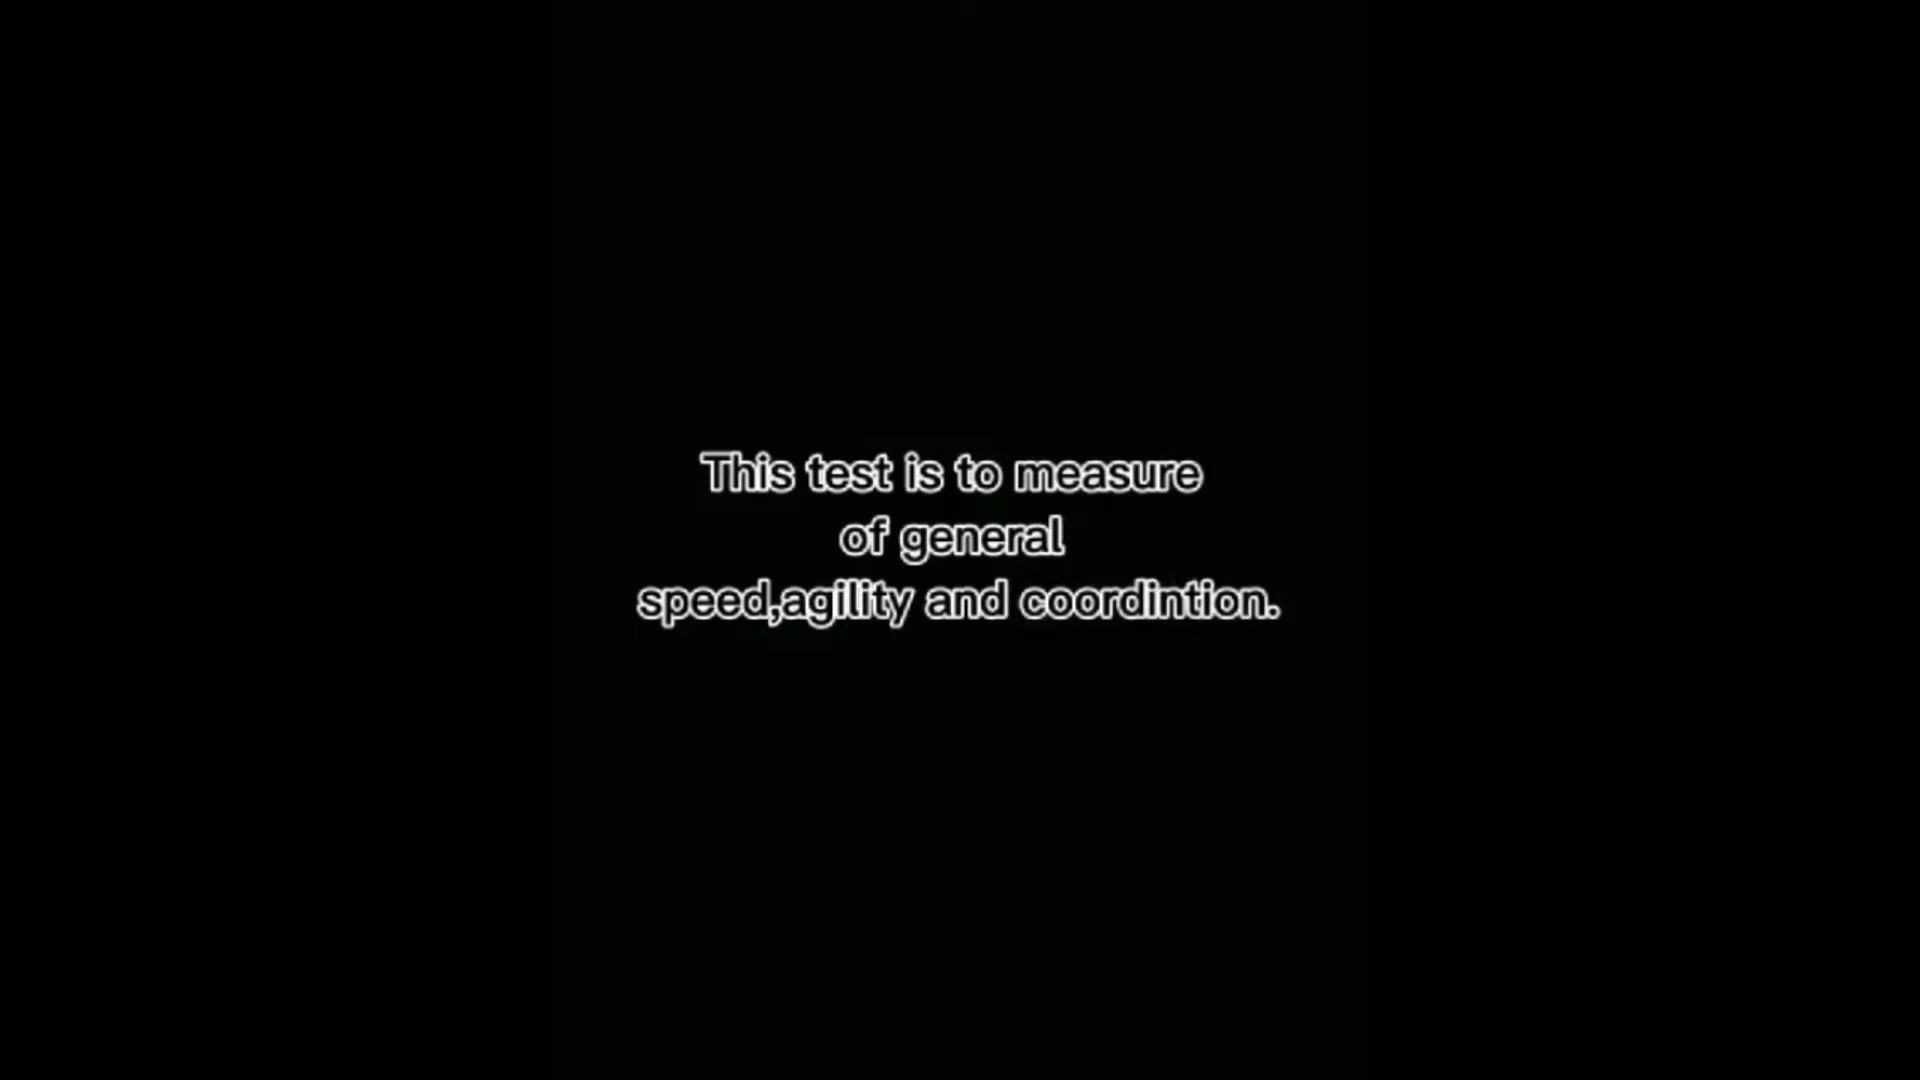 This test is to measure
of general
speed,agility and coordintion.